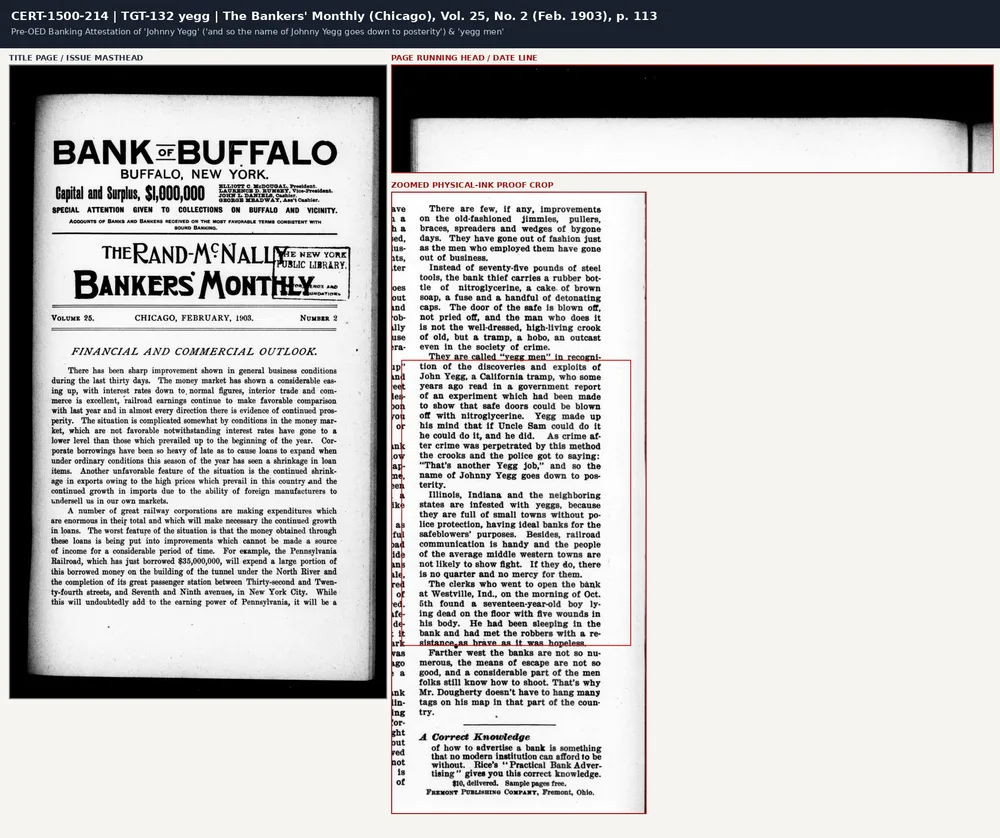 CERT-1500-214 | TGT-132 yegg | The Bankers' Monthly (Chicago), Vol. 25, No. 2 (Feb. 1903), p. 113
Pre-OED Banking Attestation of 'Johnny Yegg' ('and so the name of Johnny Yegg goes down to posterity') & 'yegg men'
TITLE PAGE / ISSUE MASTHEAD
BANK OF BUFFALO
BUFFALO, NEW YORK.
Capital and Surplus, $1,000,000
ELLIOTT C. McDOUGAL, President.
LAURENCE D. RUMSEY, Vice-President.
JOHN L. DANIELS, Cashier.
GEORGE MEADWAY, Ass't Cashier.
SPECIAL ATTENTION GIVEN TO COLLECTIONS ON BUFFALO AND VICINITY.
ACCOUNTS OF BANKS AND BANKERS RECEIVED ON THE MOST FAVORABLE TERMS CONSISTENT WITH
SOUND BANKING.
THE RAND-McNALLY
BANKERS' MONTHLY
THE NEW YORK
PUBLIC LIBRARY.
VOLUME 25. CHICAGO, FEBRUARY, 1903. NUMBER 2
FINANCIAL AND COMMERCIAL OUTLOOK.
There has been sharp improvement shown in general business conditions
during the last thirty days. The money market has shown a considerable eas-
ing up, with interest rates down to normal figures, interior trade and com-
merce is excellent, railroad earnings continue to make favorable comparison
with last year and in almost every direction there is evidence of continued pros-
perity. The situation is complicated somewhat by conditions in the money mar-
ket, which are not favorable notwithstanding interest rates have gone to a
lower level than those which prevailed up to the beginning of the year. Cor-
porate borrowings have been so heavy of late as to cause loans to expand when
under ordinary conditions this season of the year has seen a shrinkage in loan
items. Another unfavorable feature of the situation is the continued shrink-
age in exports owing to the high prices which prevail in this country and the
continued growth in imports due to the ability of foreign manufacturers to
undersell us in our own markets.
A number of great railway corporations are making expenditures which
are enormous in their total and which will make necessary the continued growth
in loans. The worst feature of the situation is that the money obtained through
these loans is being put into improvements which cannot be made a source
of income for a considerable period of time. For example, the Pennsylvania
Railroad, which has just borrowed $35,000,000, will expend a large portion of
this borrowed money on the building of the tunnel under the North River and
the completion of its great passenger station between Thirty-second and Twen-
ty-fourth streets, and Seventh and Ninth avenues, in New York City. While
this will undoubtedly add to the earning power of Pennsylvania, it will be a
PAGE RUNNING HEAD / DATE LINE
ZOOMED PHYSICAL-INK PROOF CROP
There are few, if any, improvements
on the old-fashioned jimmies, pullers,
braces, spreaders and wedges of bygone
days. They have gone out of fashion just
as the men who employed them have gone
out of business.
Instead of seventy-five pounds of steel
tools, the bank thief carries a rubber bot-
tle of nitroglycerine, a cake of brown
soap, a fuse and a handful of detonating
caps. The door of the safe is blown off,
not pried off, and the man who does it
is not the well-dressed, high-living crook
of old, but a tramp, a hobo, an outcast
even in the society of crime.
They are called "yegg men" in recogni-
tion of the discoveries and exploits of
John Yegg, a California tramp, who some
years ago read in a government report
of an experiment which had been made
to show that safe doors could be blown
off with nitroglycerine. Yegg made up
his mind that if Uncle Sam could do it
he could do it, and he did. As crime af-
ter crime was perpetrated by this method
the crooks and the police got to saying:
"That's another Yegg job," and so the
name of Johnny Yegg goes down to pos-
terity.
Illinois, Indiana and the neighboring
states are infested with yeggs, because
they are full of small towns without po-
lice protection, having ideal banks for the
safeblowers' purposes. Besides, railroad
communication is handy and the people
of the average middle western towns are
not likely to show fight. If they do, there
is no quarter and no mercy for them.
The clerks who went to open the bank
at Westville, Ind., on the morning of Oct.
5th found a seventeen-year-old boy ly-
ing dead on the floor with five wounds in
his body. He had been sleeping in the
bank and had met the robbers with a re-
sistance as brave as it was hopeless.
Farther west the banks are not so nu-
merous, the means of escape are not so
good, and a considerable part of the men
folks still know how to shoot. That's why
Mr. Dougherty doesn't have to hang many
tags on his map in that part of the coun-
try.
A Correct Knowledge
of how to advertise a bank is something
that no modern institution can afford to be
without. Rice's "Practical Bank Adver-
tising" gives you this correct knowledge.
$10, delivered. Sample pages free.
FREMONT PUBLISHING COMPANY, Fremont, Ohio.